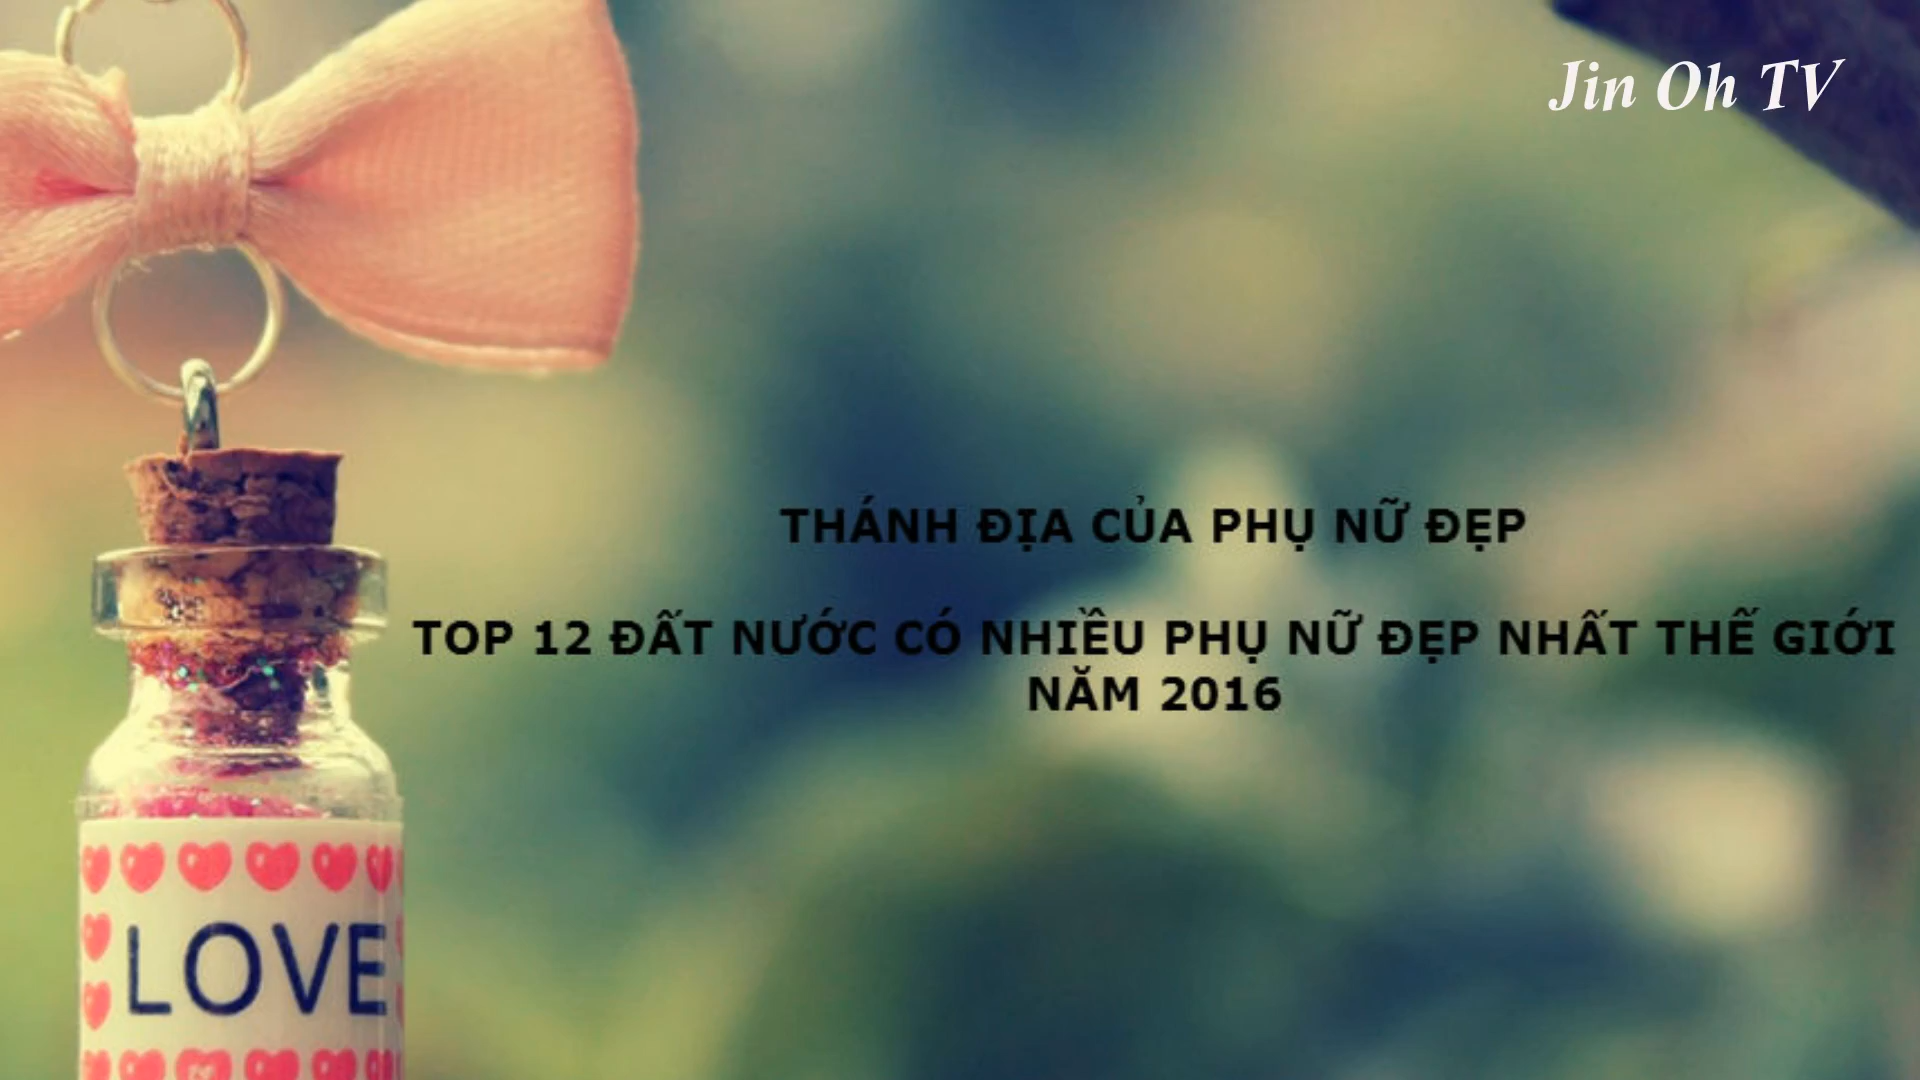 Jin Oh TV
THÁNH ĐỊA CỦA PHỤ NỮ ĐẸP
TOP 12 ĐẤT NƯỚC CÓ NHIỀU PHỤ NỮ ĐẸP NHẤT THẾ GIỚI
NĂM 2016
LOVE